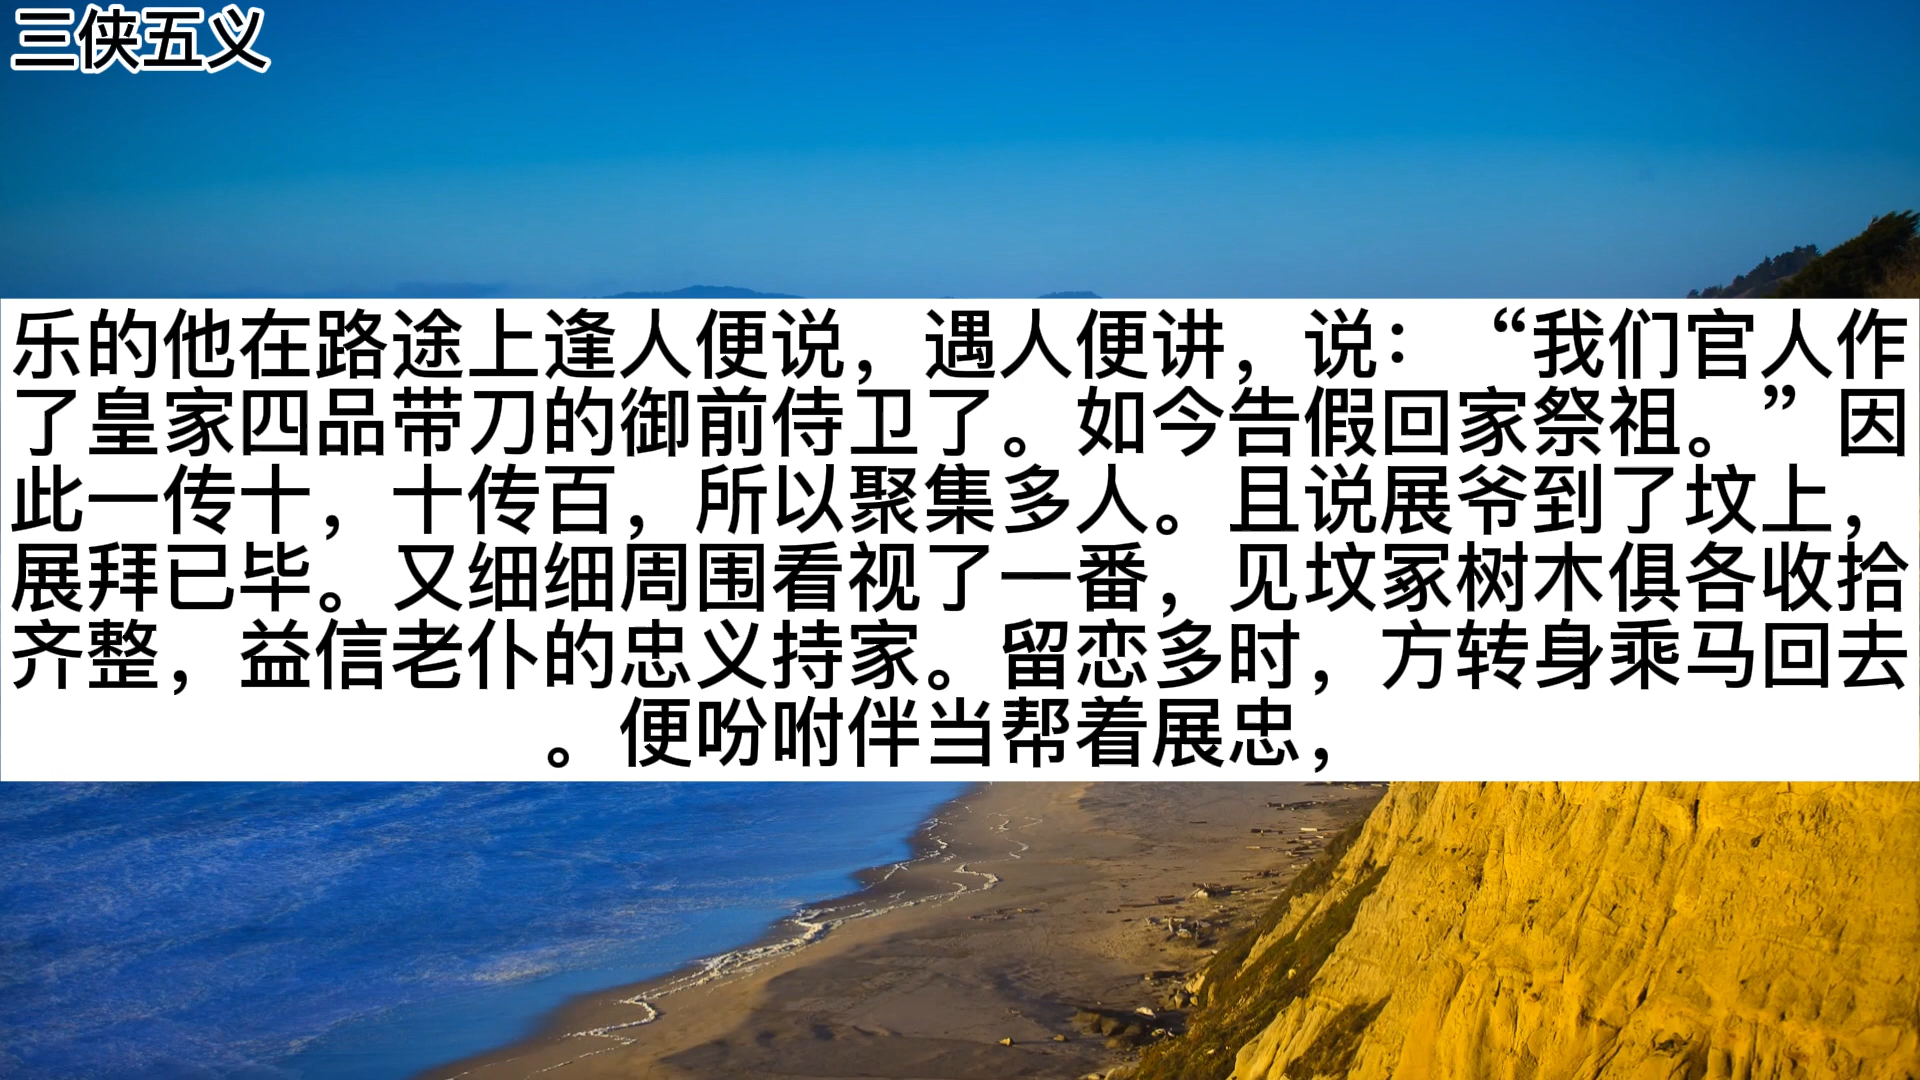 三侠五义
乐的他在路途上逢人便说，遇人便讲，说：“我们官人作
了皇家四品带刀的御前侍卫了。如今告假回家祭祖。”因
此一传十，十传百，所以聚集多人。且说展爷到了坟上，
展拜已毕。又细细周围看视了一番，见坟冢树木俱各收拾
齐整，益信老仆的忠义持家。留恋多时，方转身乘马回去
。便吩咐伴当帮着展忠，